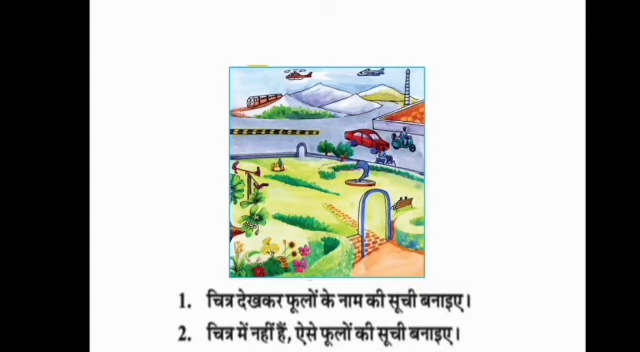 1. चित्र देखकर फूलों के नाम की सूची बनाइए।
2. चित्र में नहीं हैं, ऐसे फूलों की सूची बनाइए।